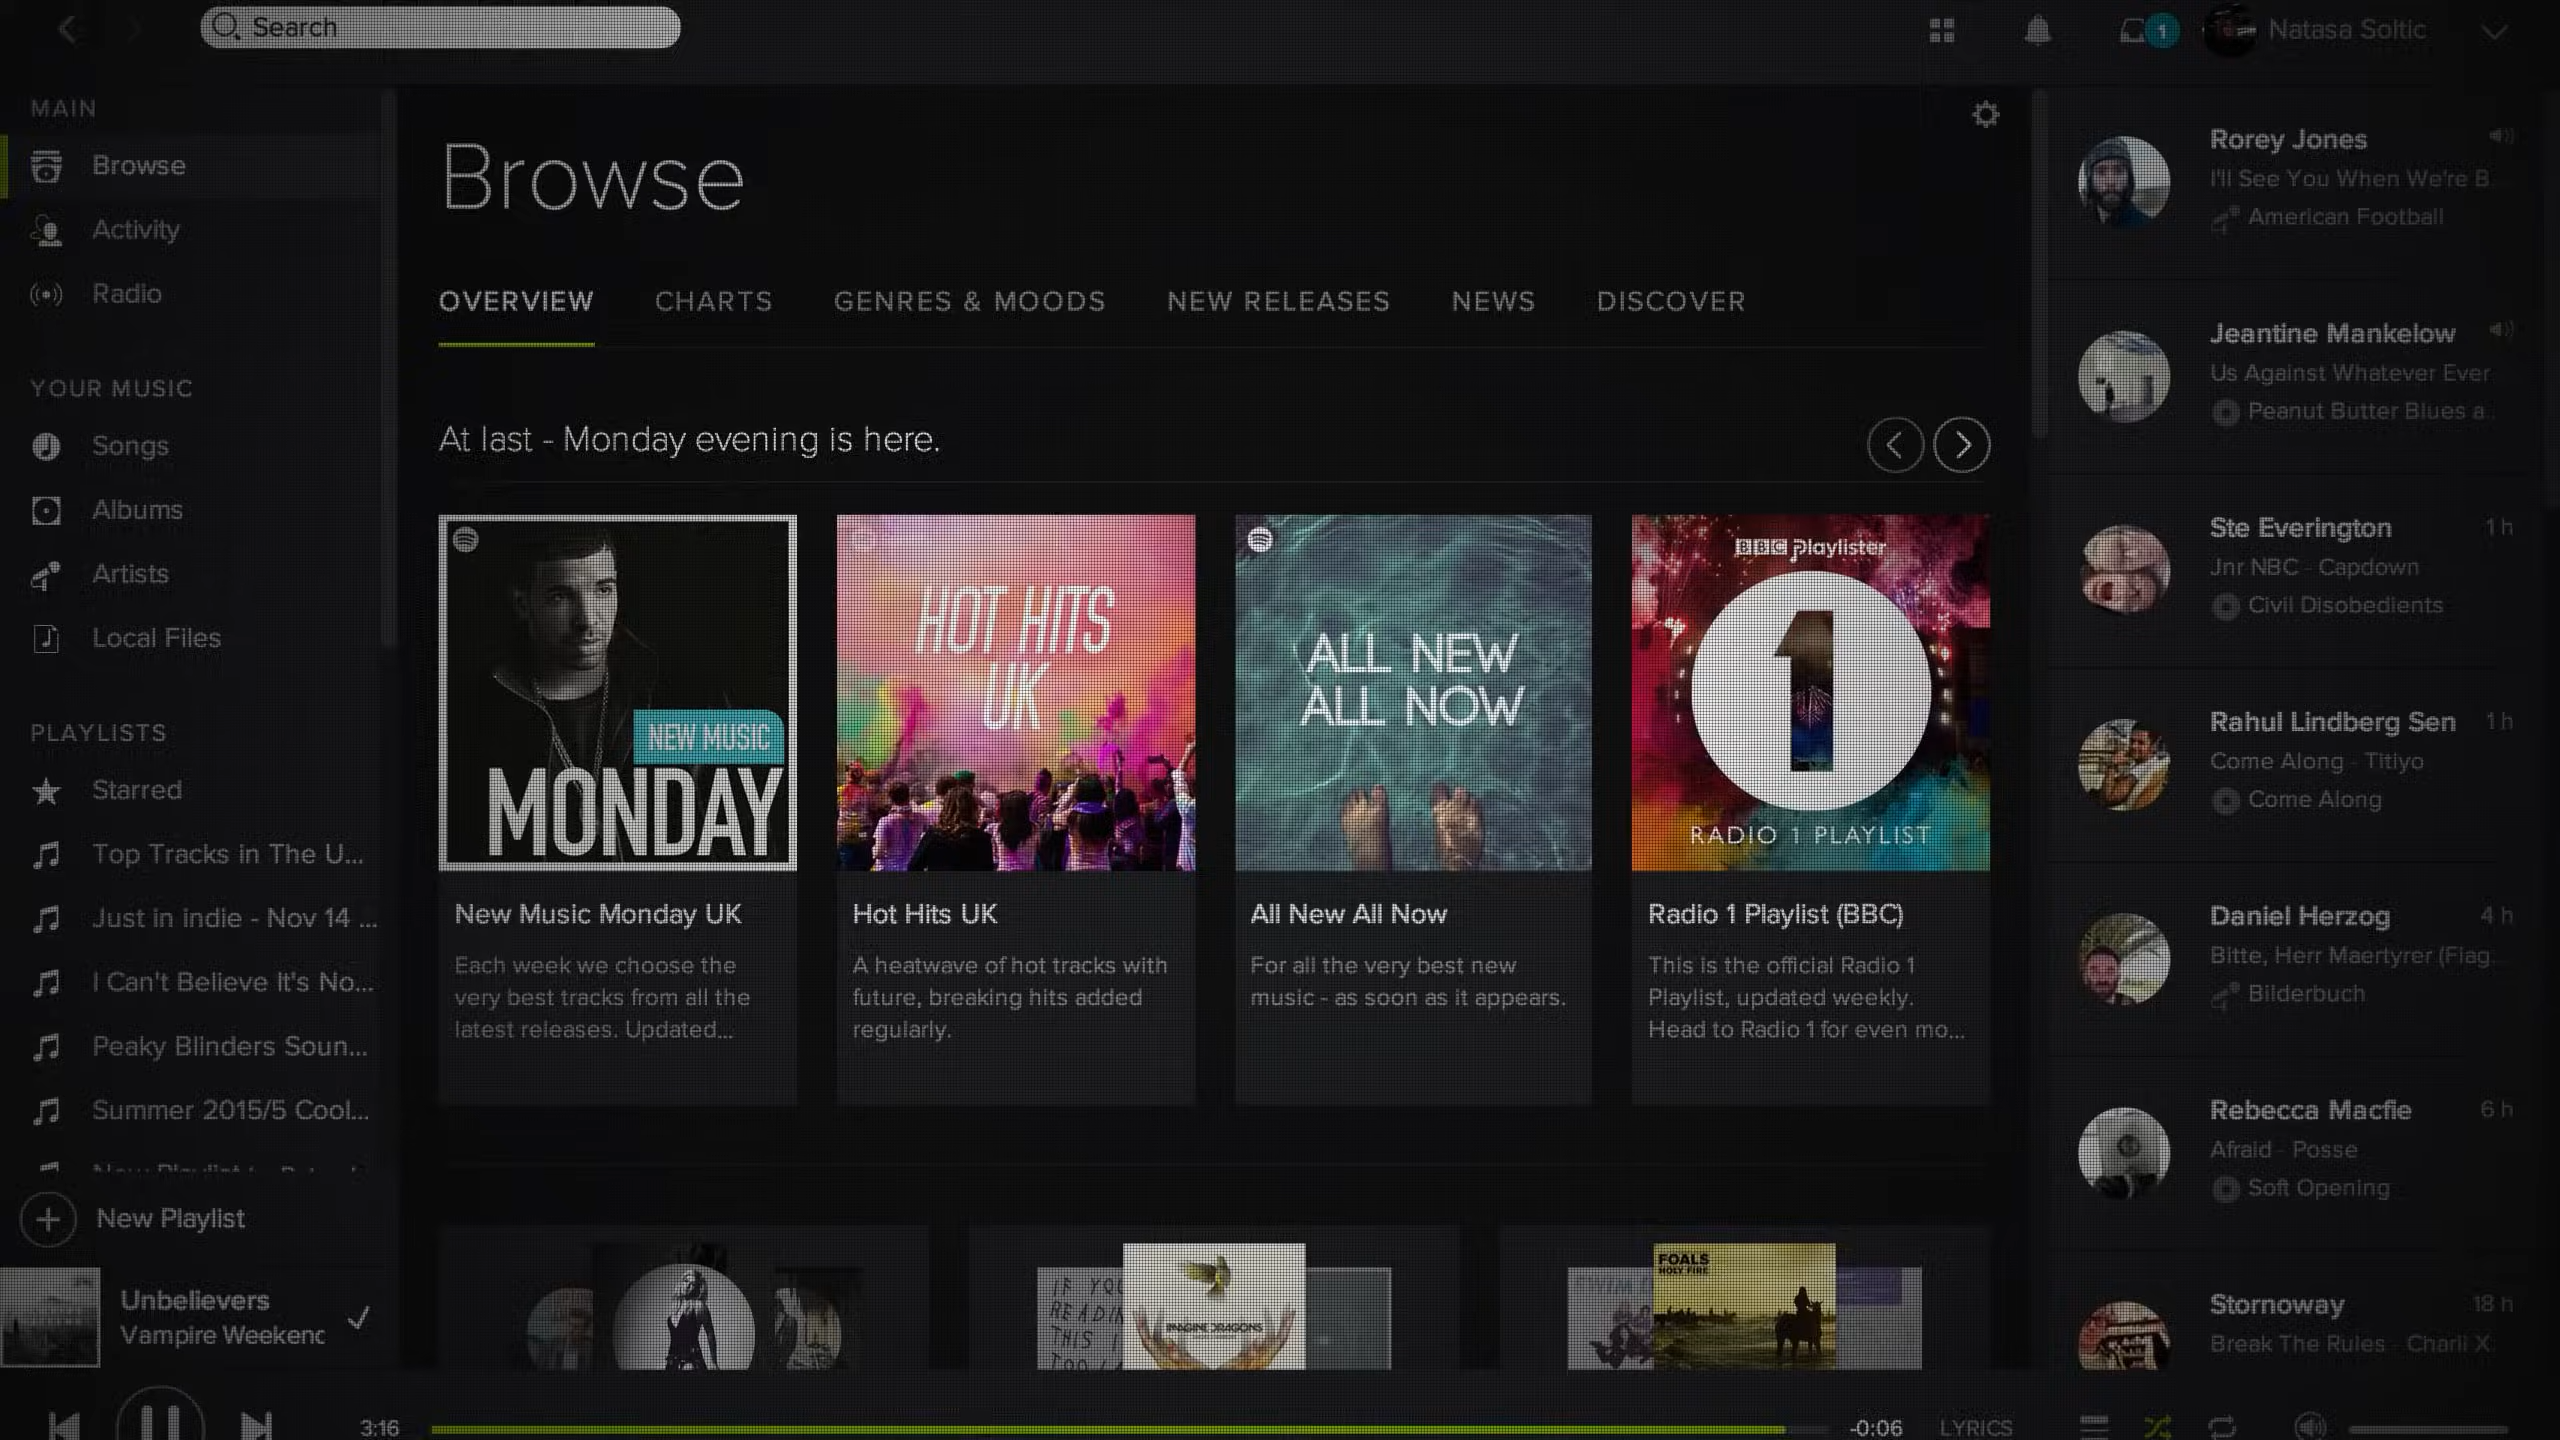 Search
1
Natasa Soltic
MAIN
Browse
Activity
Radio
YOUR MUSIC
Songs
Albums
Artists
Local Files
PLAYLISTS
Starred
Top Tracks in The U...
Just in indie - Nov 14 ...
I Can't Believe It's No...
Peaky Blinders Soun...
Summer 2015/5 Cool...
New Playlist
Unbelievers
Vampire Weekenc
Browse
OVERVIEW
CHARTS
GENRES & MOODS
NEW RELEASES
NEWS
DISCOVER
At last - Monday evening is here.
NEW MUSIC
MONDAY
New Music Monday UK
Each week we choose the
very best tracks from all the
latest releases. Updated...
HOT HITS
UK
Hot Hits UK
A heatwave of hot tracks with
future, breaking hits added
regularly.
ALL NEW
ALL NOW
All New All Now
For all the very best new
music - as soon as it appears.
BBC Playlister
1
RADIO 1 PLAYLIST
Radio 1 Playlist (BBC)
This is the official Radio 1
Playlist, updated weekly.
Head to Radio 1 for even mo...
IF YOU
READIN
THIS I
IMAGINE DRAGONS
FOALS
HOLY FIRE
Rorey Jones
I'll See You When We're B
American Football
Jeantine Mankelow
Us Against Whatever Ever
Peanut Butter Blues a..
Ste Everington
1 h
Jnr NBC - Capdown
Civil Disobedients
Rahul Lindberg Sen
1 h
Come Along - Titiyo
Come Along
Daniel Herzog
4 h
Bitte, Herr Maertyrer (Flag
Bilderbuch
Rebecca Macfie
6 h
Afraid - Posse
Soft Opening
Stornoway
18 h
Break The Rules - Charli X
3:16
-0:06
LYRICS